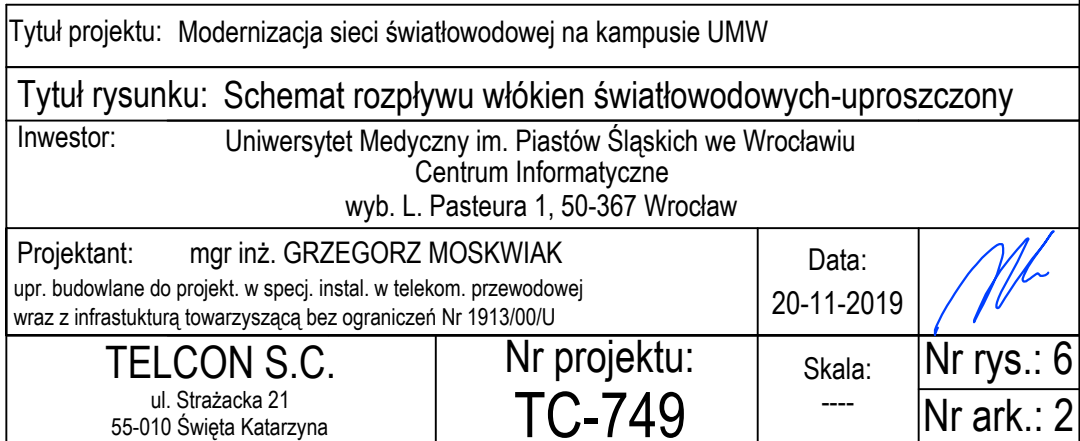 Tytuł projektu: Modernizacja sieci światłowodowej na kampusie UMW
Tytuł rysunku: Schemat rozpływu włókien światłowodowych-uproszczony
Inwestor: Uniwersytet Medyczny im. Piastów Śląskich we Wrocławiu
Centrum Informatyczne
wyb. L. Pasteura 1, 50-367 Wrocław
Projektant: mgr inż. GRZEGORZ MOSKWIAK
upr. budowlane do projekt. w specj. instal. w telekom. przewodowej
wraz z infrastukturą towarzyszącą bez ograniczeń Nr 1913/00/U
Data:
20-11-2019
TELCON S.C.
ul. Strażacka 21
55-010 Święta Katarzyna
Nr projektu:
TC-749
Skala:
----
Nr rys.: 6
Nr ark.: 2